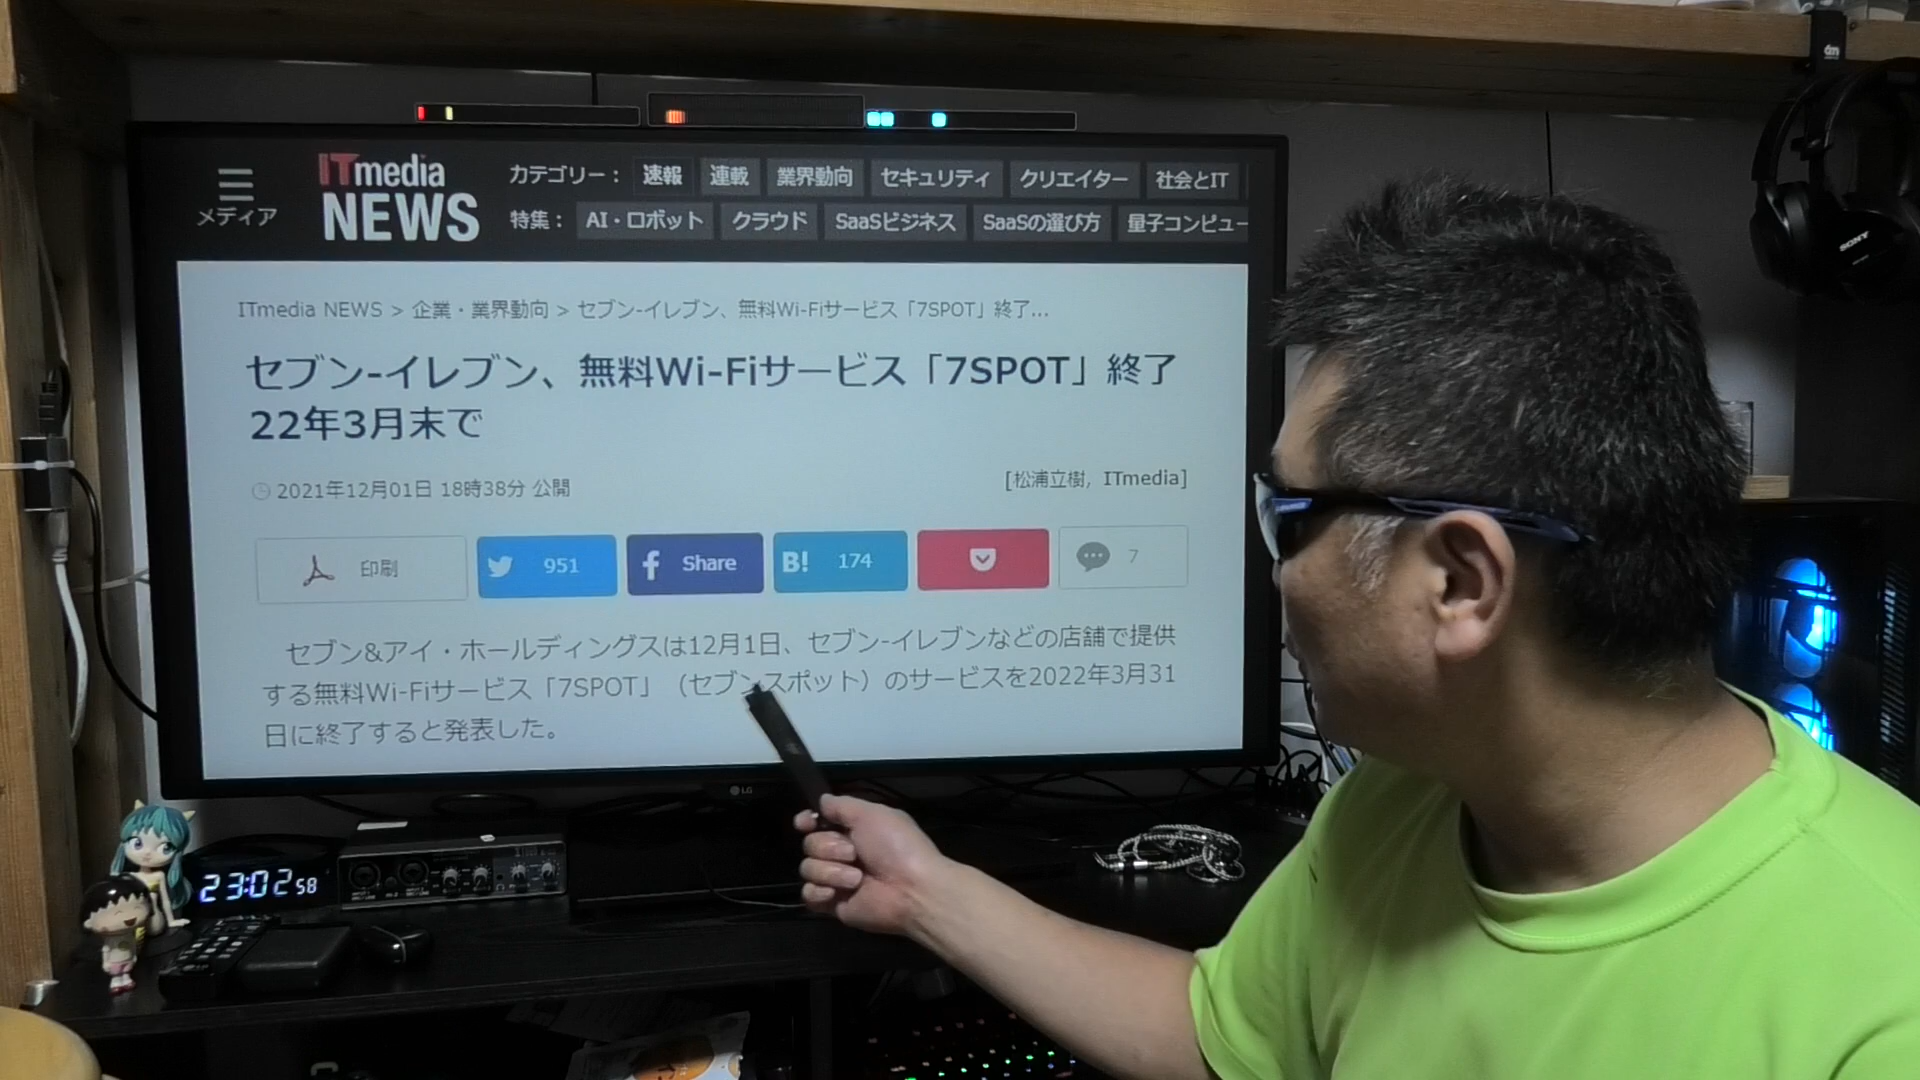 ITmedia NEWS
メディア
カテゴリー： 速報 連載 業界動向 セキュリティ クリエイター 社会とIT
特集： AI・ロボット クラウド SaaSビジネス SaaSの選び方 量子コンピュー
ITmedia NEWS > 企業・業界動向 > セブン-イレブン、無料Wi-Fiサービス「7SPOT」終了...
セブン-イレブン、無料Wi-Fiサービス「7SPOT」終了
22年3月末で
2021年12月01日 18時38分 公開
[松浦立樹, ITmedia]
印刷 951 f Share B! 174 7
セブン&アイ・ホールディングスは12月1日、セブン-イレブンなどの店舗で提供
する無料Wi-Fiサービス「7SPOT」（セブンスポット）のサービスを2022年3月31
日に終了すると発表した。
LG
23:02 58
SONY